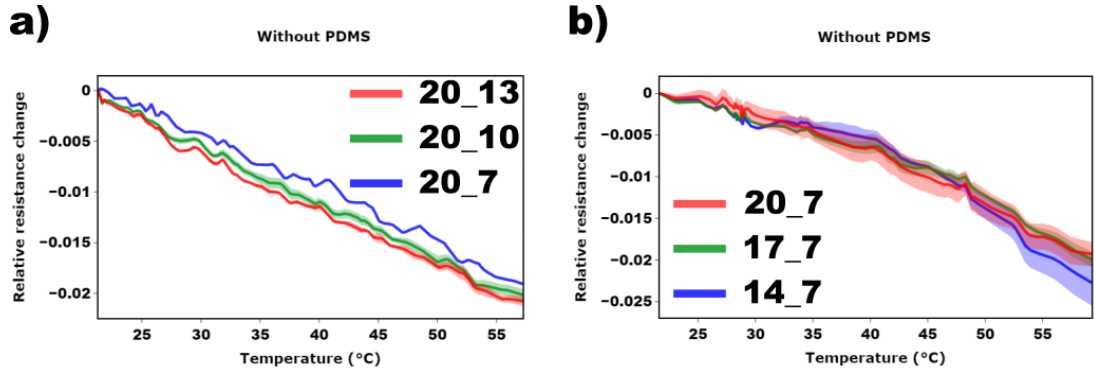 a)
Without PDMS
Relative resistance change
0
−0.005
−0.01
−0.015
−0.02
20_13
20_10
20_7
25 30 35 40 45 50 55
Temperature (°C)
b)
Without PDMS
Relative resistance change
0
−0.005
−0.01
−0.015
−0.02
−0.025
20_7
17_7
14_7
25 30 35 40 45 50 55
Temperature (°C)